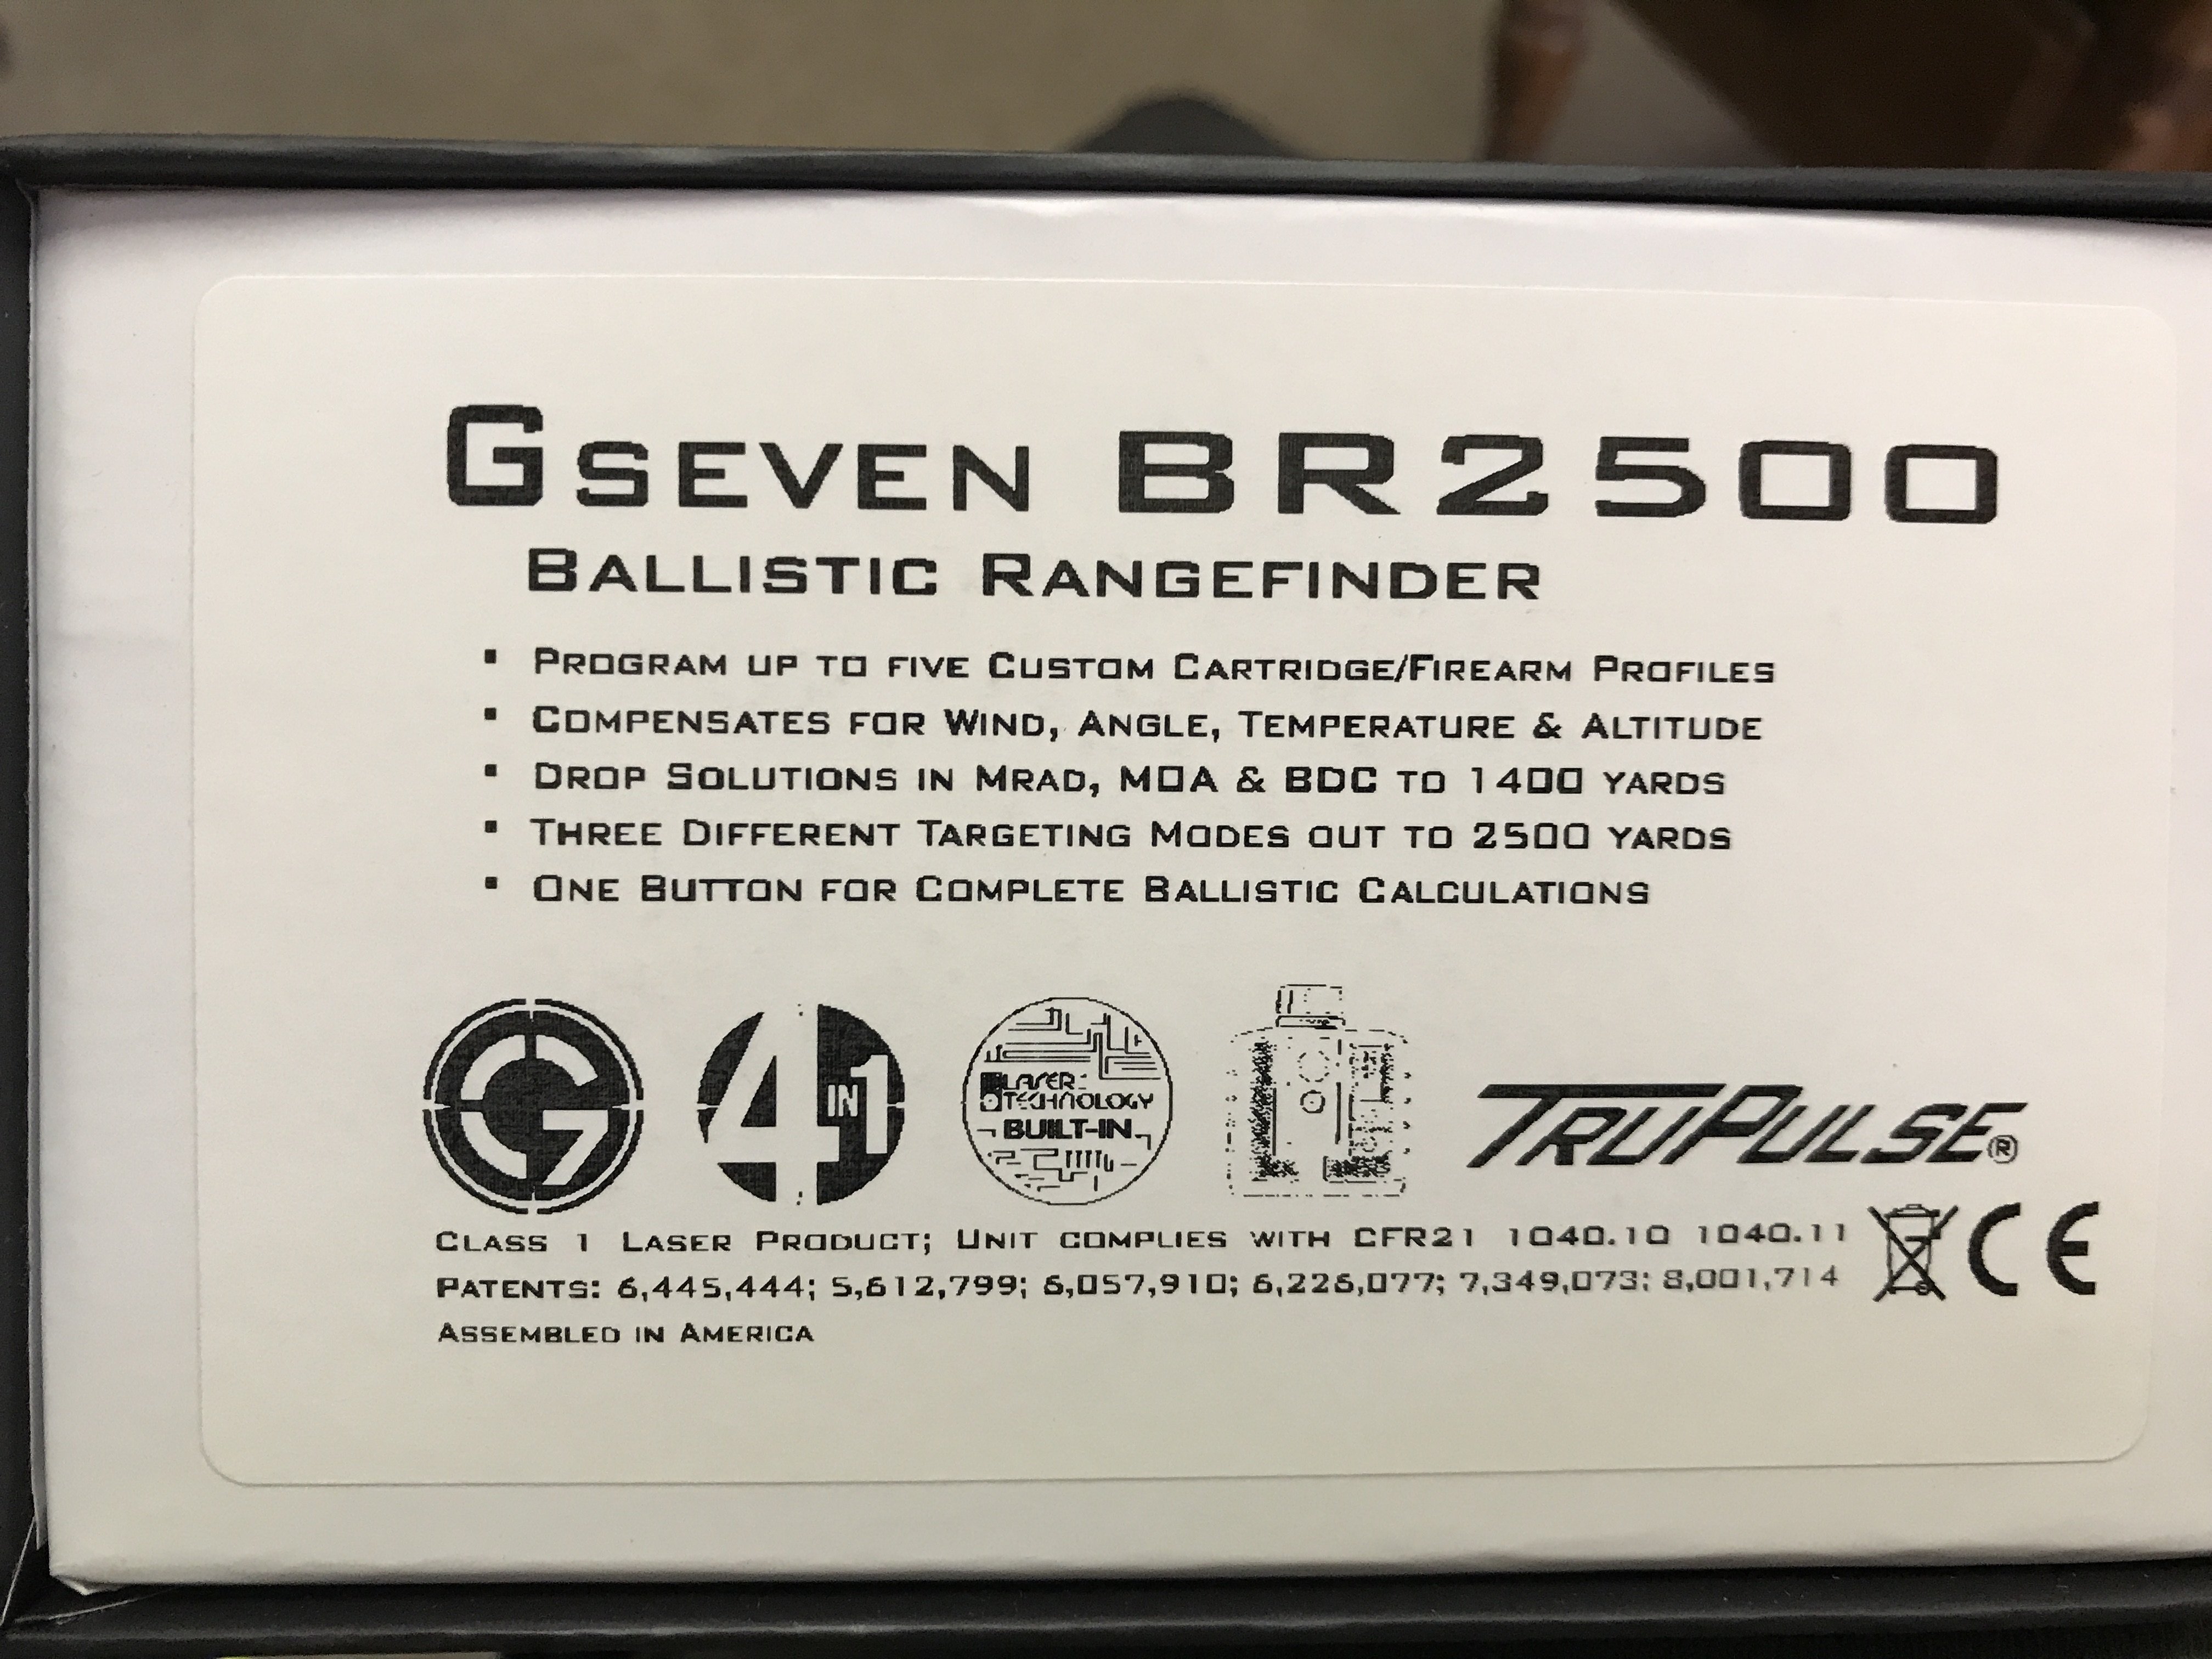 GSEVEN BR2500
BALLISTIC RANGEFINDER
▪ PROGRAM UP TO FIVE CUSTOM CARTRIDGE/FIREARM PROFILES
▪ COMPENSATES FOR WIND, ANGLE, TEMPERATURE & ALTITUDE
▪ DROP SOLUTIONS IN MRAD, MOA & BDC TO 1400 YARDS
▪ THREE DIFFERENT TARGETING MODES OUT TO 2500 YARDS
▪ ONE BUTTON FOR COMPLETE BALLISTIC CALCULATIONS
G7
4 IN 1
LASER
TECHNOLOGY
BUILT-IN
TRUPULSE®
CLASS 1 LASER PRODUCT; UNIT COMPLIES WITH CFR21 1040.10 1040.11
PATENTS: 6,445,444; 5,612,799; 6,057,910; 6,226,077; 7,349,073; 8,001,714
CE
ASSEMBLED IN AMERICA